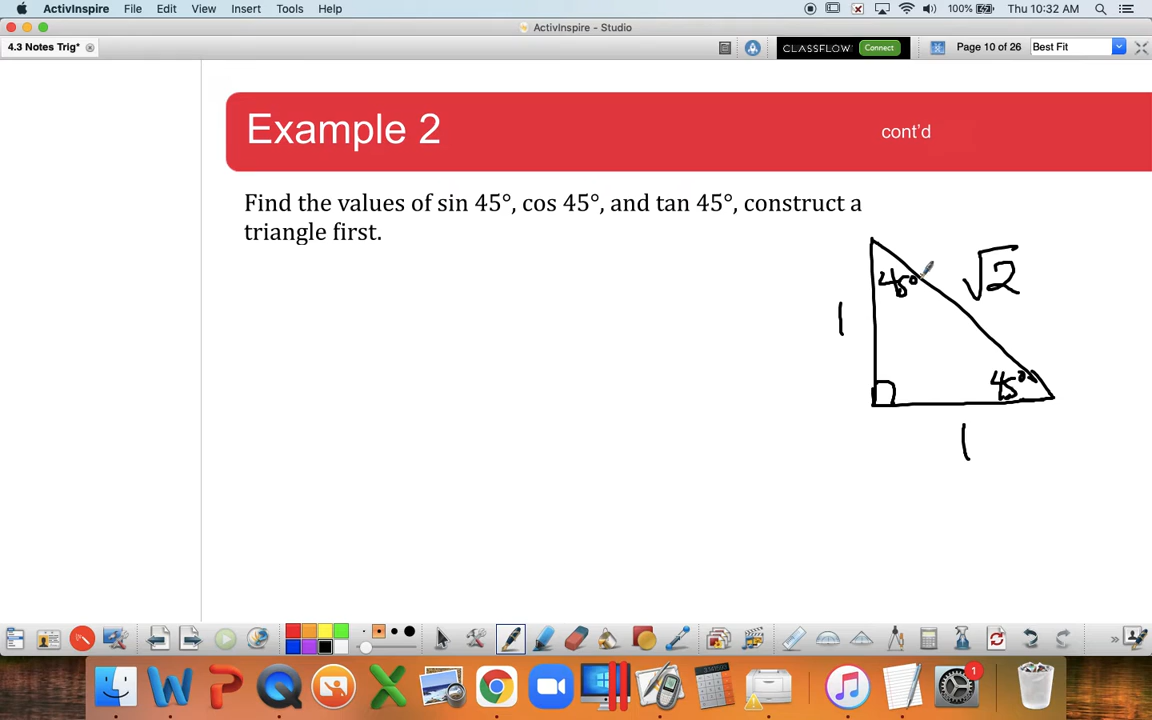 ActivInspire File Edit View Insert Tools Help 100% Thu 10:32 AM
ActivInspire - Studio
4.3 Notes Trig* CLASSFLOW Connect Page 10 of 26 Best Fit
Example 2 cont'd
Find the values of sin 45°, cos 45°, and tan 45°, construct a
triangle first.
45° √2
1
45°
1
1